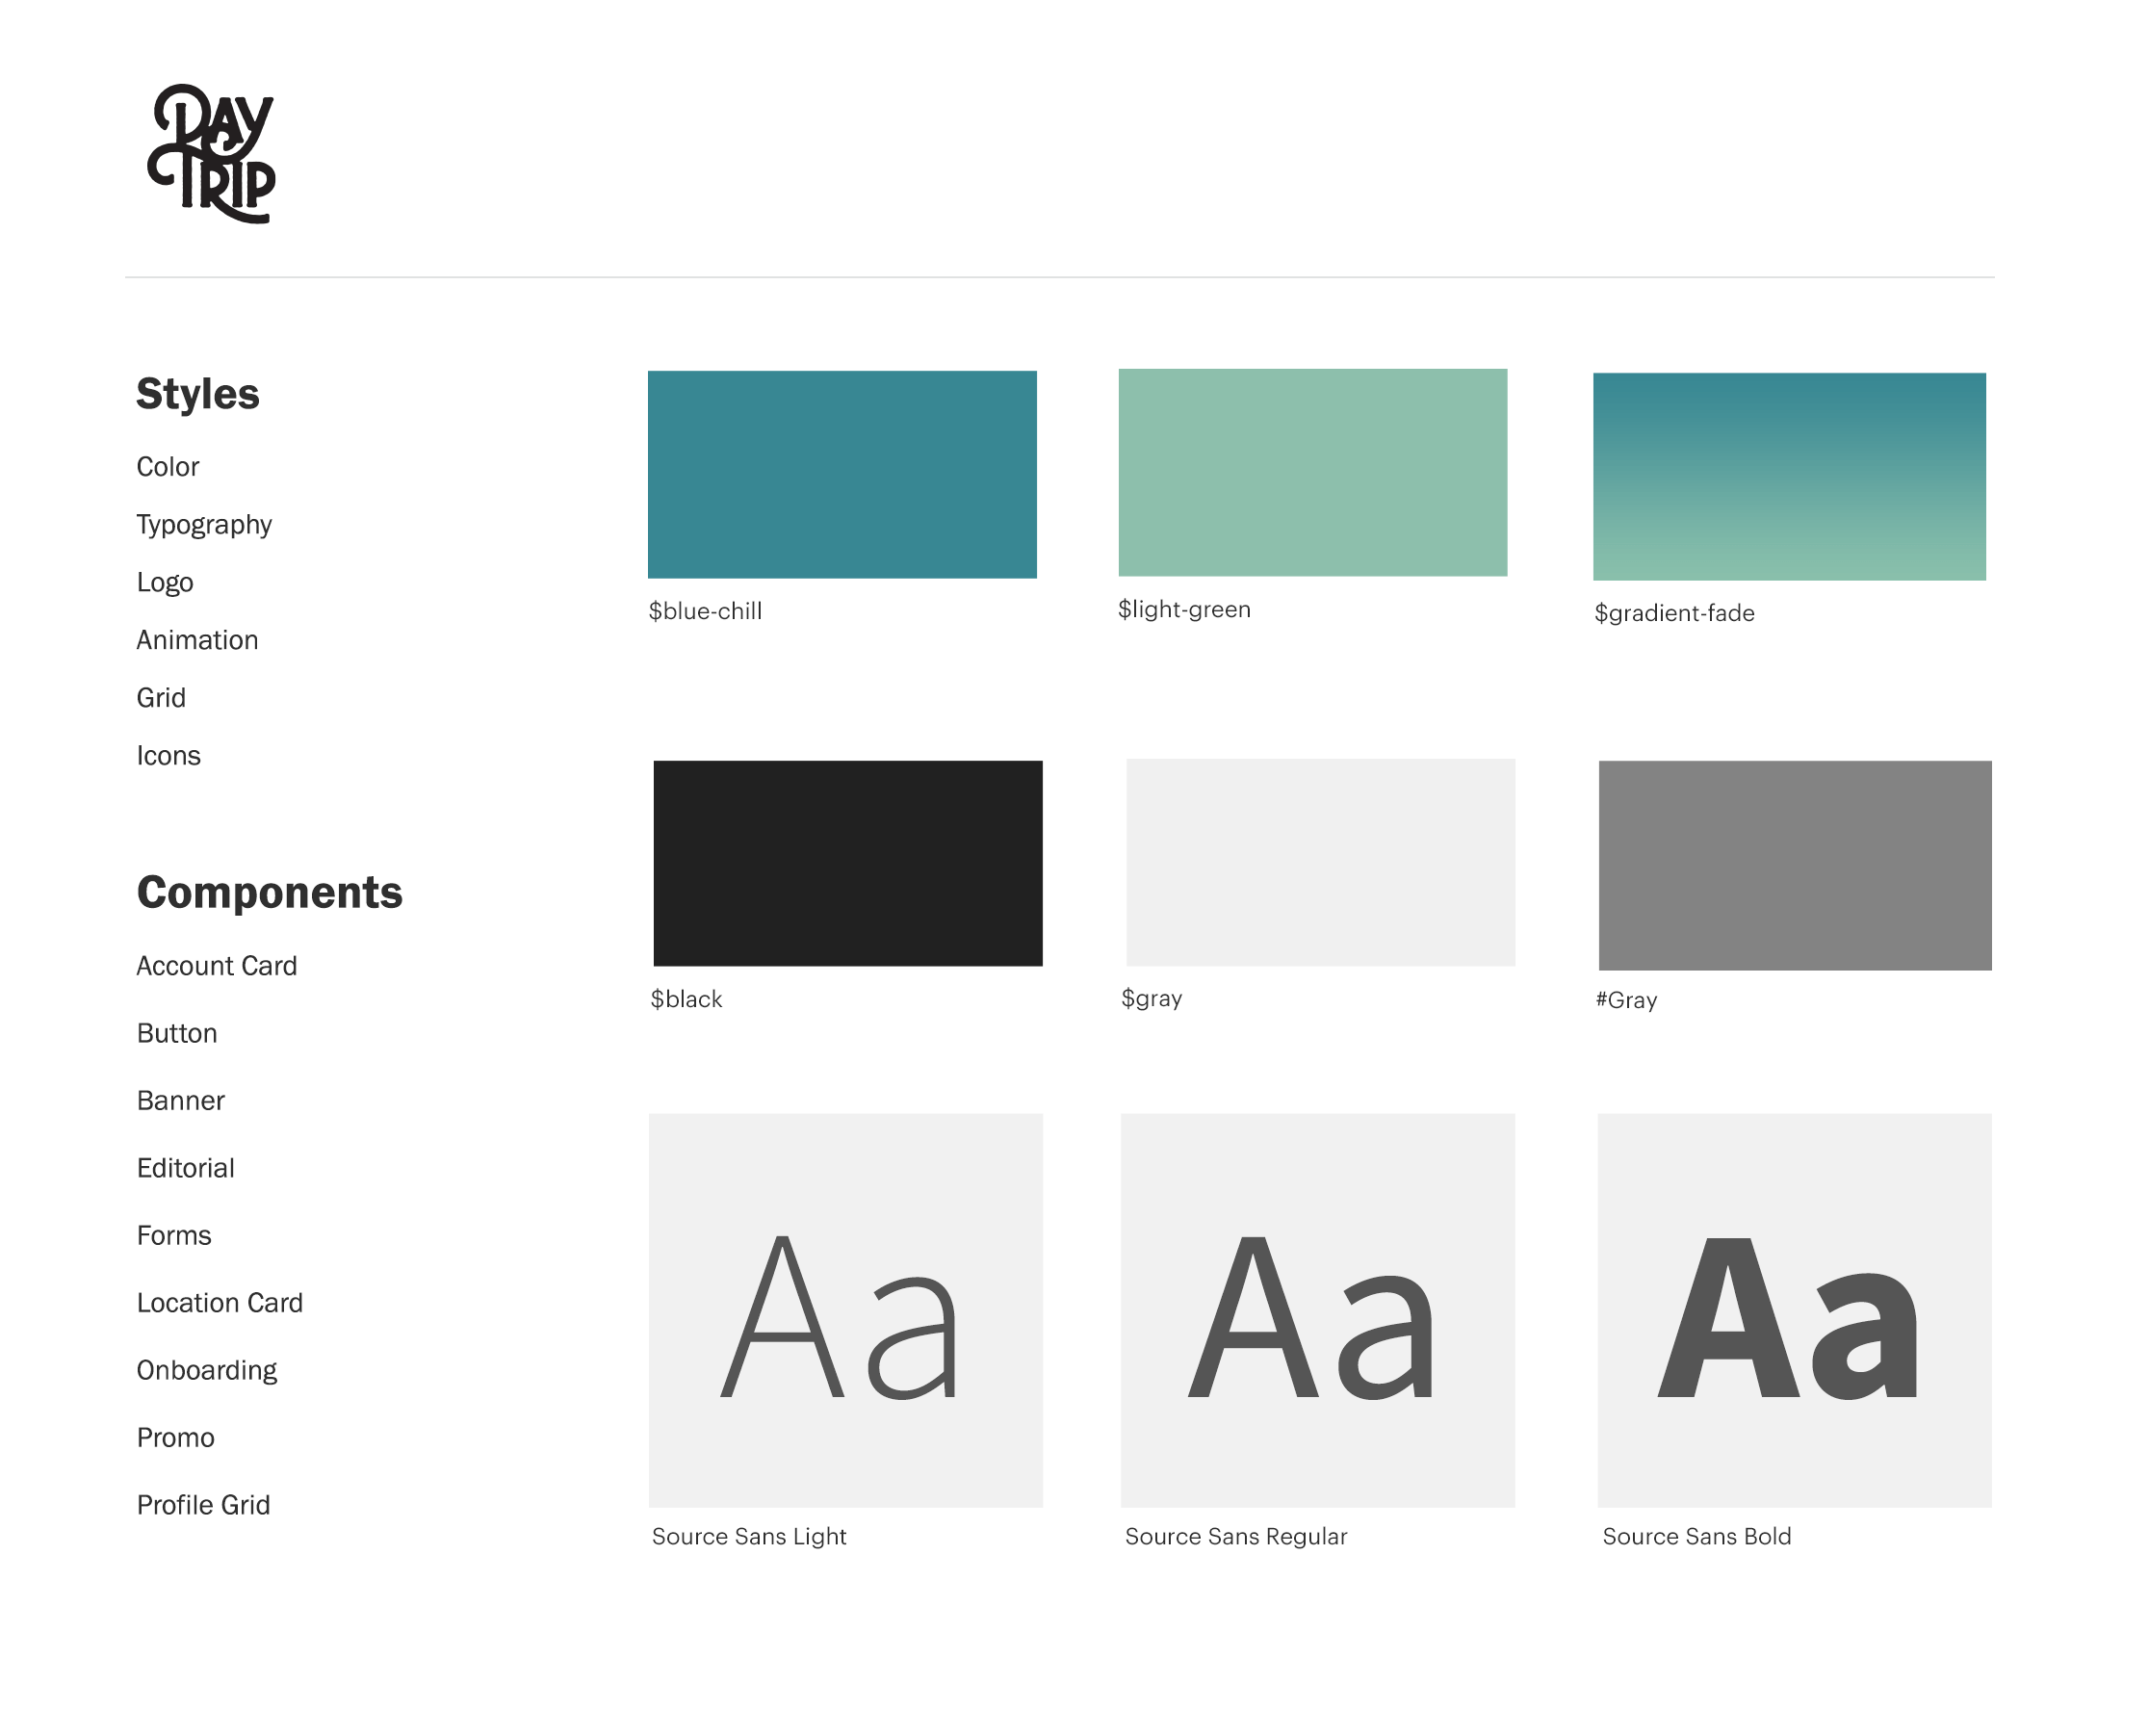 DAY
TRIP
Styles
Color
Typography
Logo
Animation
Grid
Icons
Components
Account Card
Button
Banner
Editorial
Forms
Location Card
Onboarding
Promo
Profile Grid
$blue-chill
$light-green
$gradient-fade
$black
$gray
#Gray
Aa
Aa
Aa
Source Sans Light
Source Sans Regular
Source Sans Bold